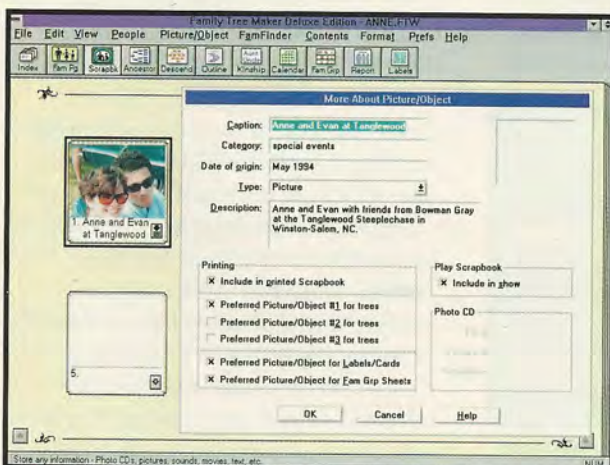 Family Tree Maker Deluxe Edition - ANNE.FTW
File Edit View People Picture/Object FamFinder Contents Format Prefs Help
Index Fam Pg Scrapbk Ancestor Descend Outline Kinship Calendar Fam Grp Report Labels
More About Picture/Object
Caption: Anne and Evan at Tanglewood
Category: special events
Date of origin: May 1994
Type: Picture
Description: Anne and Evan with friends from Bowman Gray
at the Tanglewood Steeplechase in
Winston-Salem, NC.
1. Anne and Evan
at Tanglewood
5.
Printing
Include in printed Scrapbook
Preferred Picture/Object #1 for trees
Preferred Picture/Object #2 for trees
Preferred Picture/Object #3 for trees
Preferred Picture/Object for Labels/Cards
Preferred Picture/Object for Fam Grp Sheets
Play Scrapbook
Include in show
Photo CD
OK Cancel Help
Store any information - Photo CDs, pictures, sounds, movies, text, etc. NUM